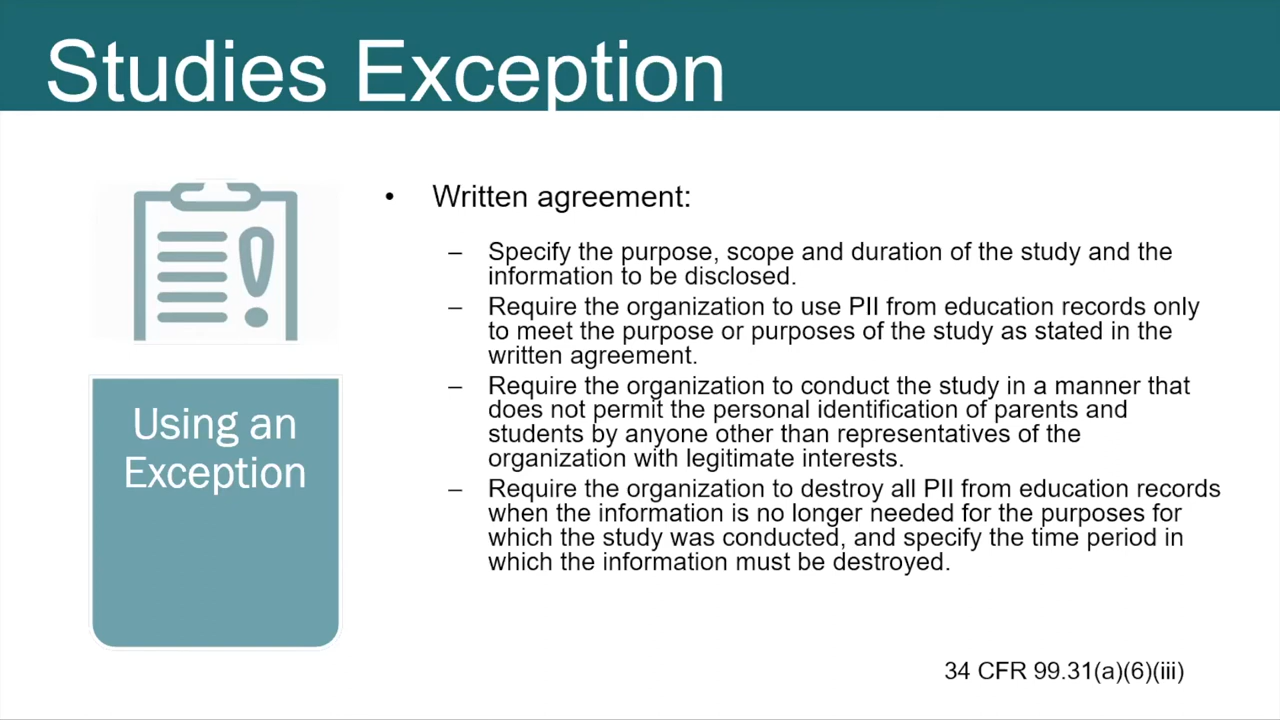 Studies Exception
• Written agreement:
– Specify the purpose, scope and duration of the study and the
information to be disclosed.
– Require the organization to use PII from education records only
to meet the purpose or purposes of the study as stated in the
written agreement.
– Require the organization to conduct the study in a manner that
does not permit the personal identification of parents and
students by anyone other than representatives of the
organization with legitimate interests.
– Require the organization to destroy all PII from education records
when the information is no longer needed for the purposes for
which the study was conducted, and specify the time period in
which the information must be destroyed.
Using an
Exception
34 CFR 99.31(a)(6)(iii)